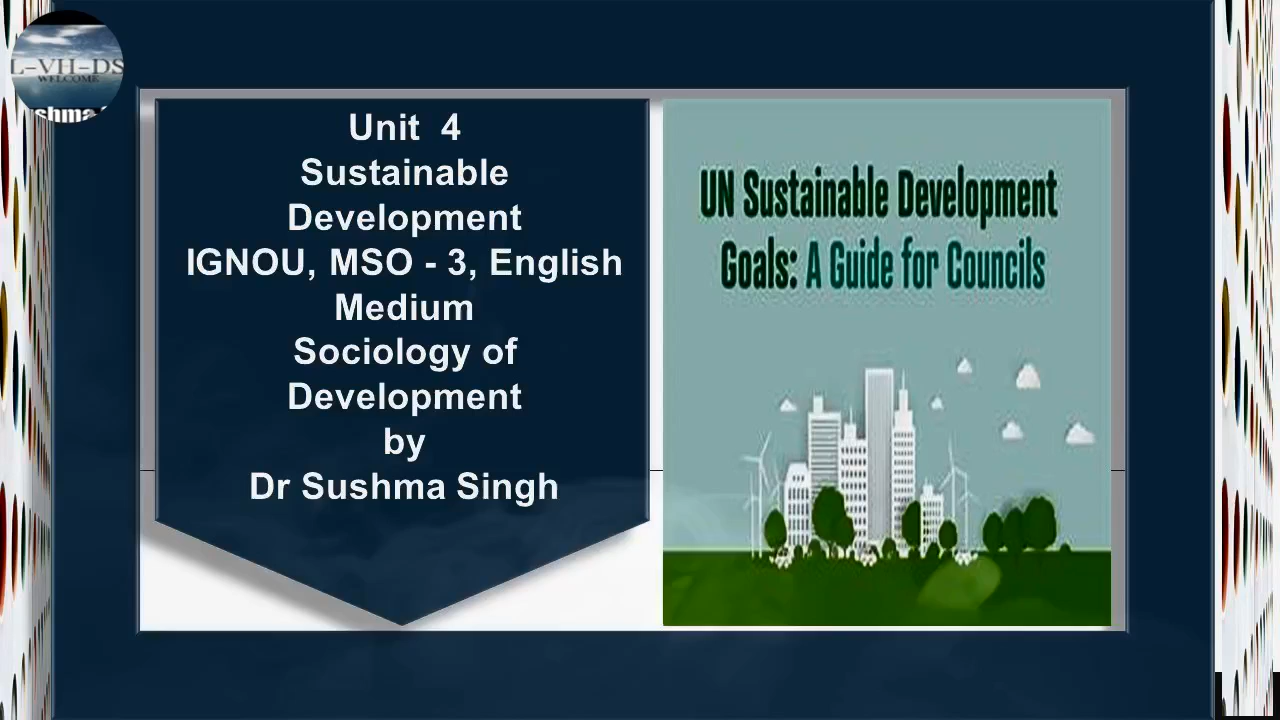 L-VH-DS
WELCOME
Unit 4
Sustainable
Development
IGNOU, MSO - 3, English
Medium
Sociology of
Development
by
Dr Sushma Singh
UN Sustainable Development
Goals: A Guide for Councils